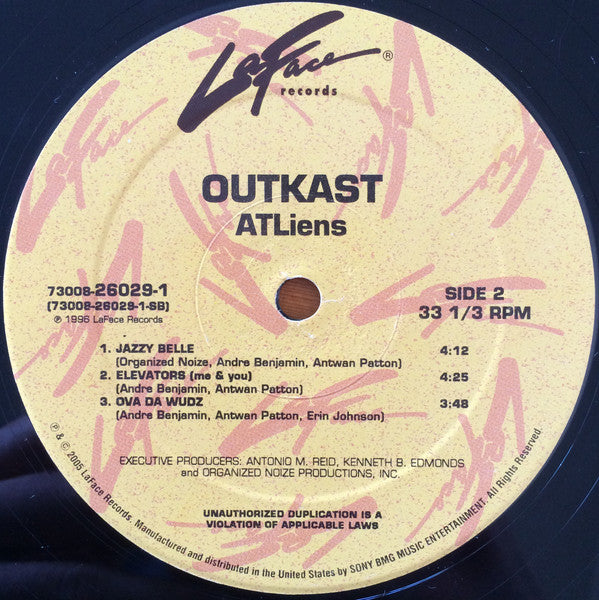 LaFace ®
records
OUTKAST
ATLiens
73008-26029-1
(73008-26029-1-SB)
℗ 1996 LaFace Records
SIDE 2
33 1/3 RPM
1. JAZZY BELLE 4:12
(Organized Noize, Andre Benjamin, Antwan Patton)
2. ELEVATORS (me & you) 4:25
(Andre Benjamin, Antwan Patton)
3. OVA DA WUDZ 3:48
(Andre Benjamin, Antwan Patton, Erin Johnson)
EXECUTIVE PRODUCERS: ANTONIO M. REID, KENNETH B. EDMONDS
and ORGANIZED NOIZE PRODUCTIONS, INC.
UNAUTHORIZED DUPLICATION IS A
VIOLATION OF APPLICABLE LAWS
℗ & © 2005 LaFace Records. Manufactured and distributed in the United States by SONY BMG MUSIC ENTERTAINMENT. All Rights Reserved.